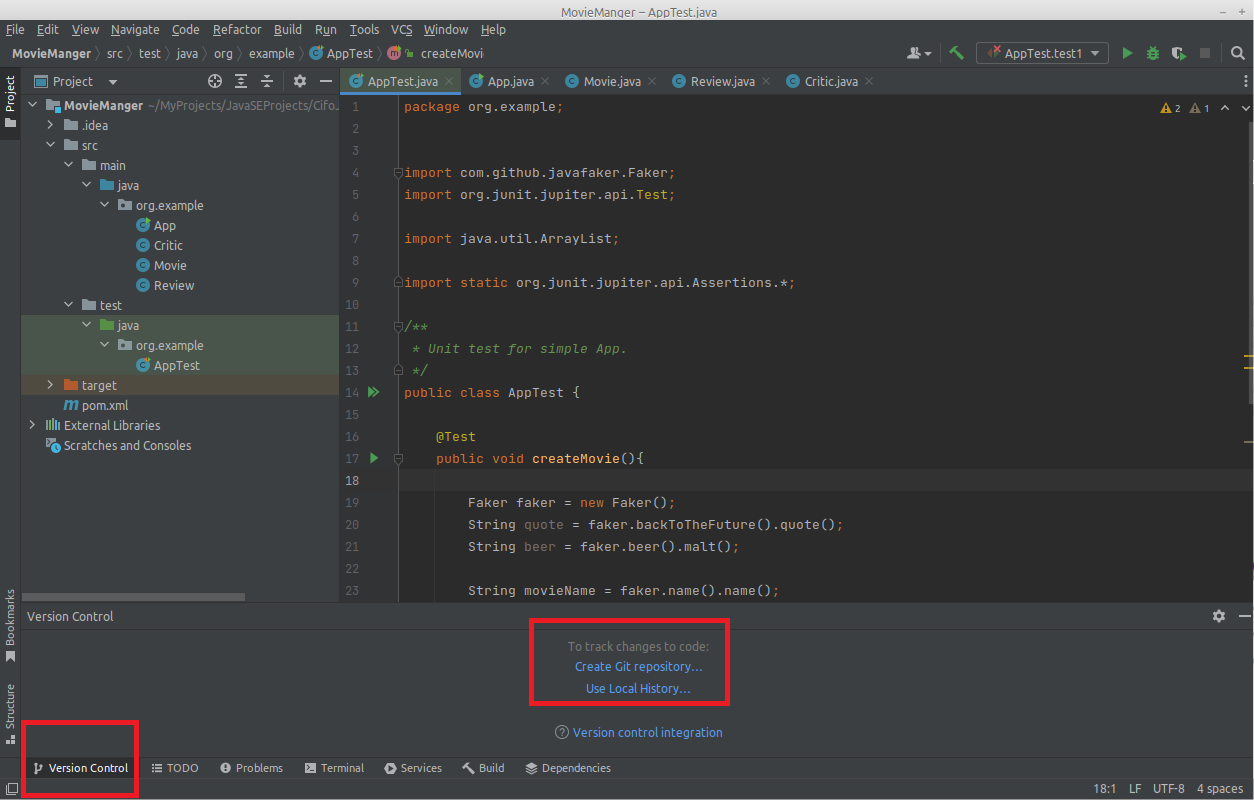 MovieManger – AppTest.java
File Edit View Navigate Code Refactor Build Run Tools VCS Window Help
MovieManger src test java org example AppTest createMovi
AppTest.test1
Project
AppTest.java App.java Movie.java Review.java Critic.java
Project
Bookmarks
Structure
MovieManger ~/MyProjects/JavaSEProjects/Cifo...
.idea
src
main
java
org.example
App
Critic
Movie
Review
test
java
org.example
AppTest
target
pom.xml
External Libraries
Scratches and Consoles
2 1
1 package org.example;
2
3
4 import com.github.javafaker.Faker;
5 import org.junit.jupiter.api.Test;
6
7 import java.util.ArrayList;
8
9 import static org.junit.jupiter.api.Assertions.*;
10
11 /**
12 * Unit test for simple App.
13 */
14 public class AppTest {
15
16 @Test
17 public void createMovie(){
18
19 Faker faker = new Faker();
20 String quote = faker.backToTheFuture().quote();
21 String beer = faker.beer().malt();
22
23 String movieName = faker.name().name();
Version Control
To track changes to code:
Create Git repository...
Use Local History...
? Version control integration
Version Control TODO Problems Terminal Services Build Dependencies
18:1 LF UTF-8 4 spaces